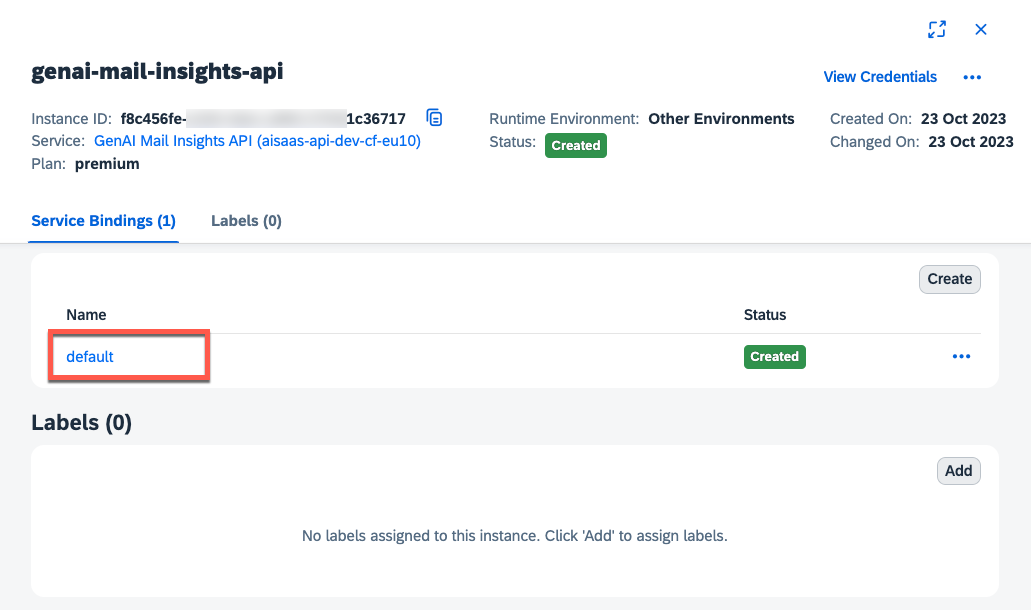 genai-mail-insights-api
View Credentials
Instance ID: f8c456fe- 1c36717
Service: GenAI Mail Insights API (aisaas-api-dev-cf-eu10)
Plan: premium
Runtime Environment: Other Environments
Status: Created
Created On: 23 Oct 2023
Changed On: 23 Oct 2023
Service Bindings (1) Labels (0)
Create
Name Status
default Created
Labels (0)
Add
No labels assigned to this instance. Click 'Add' to assign labels.